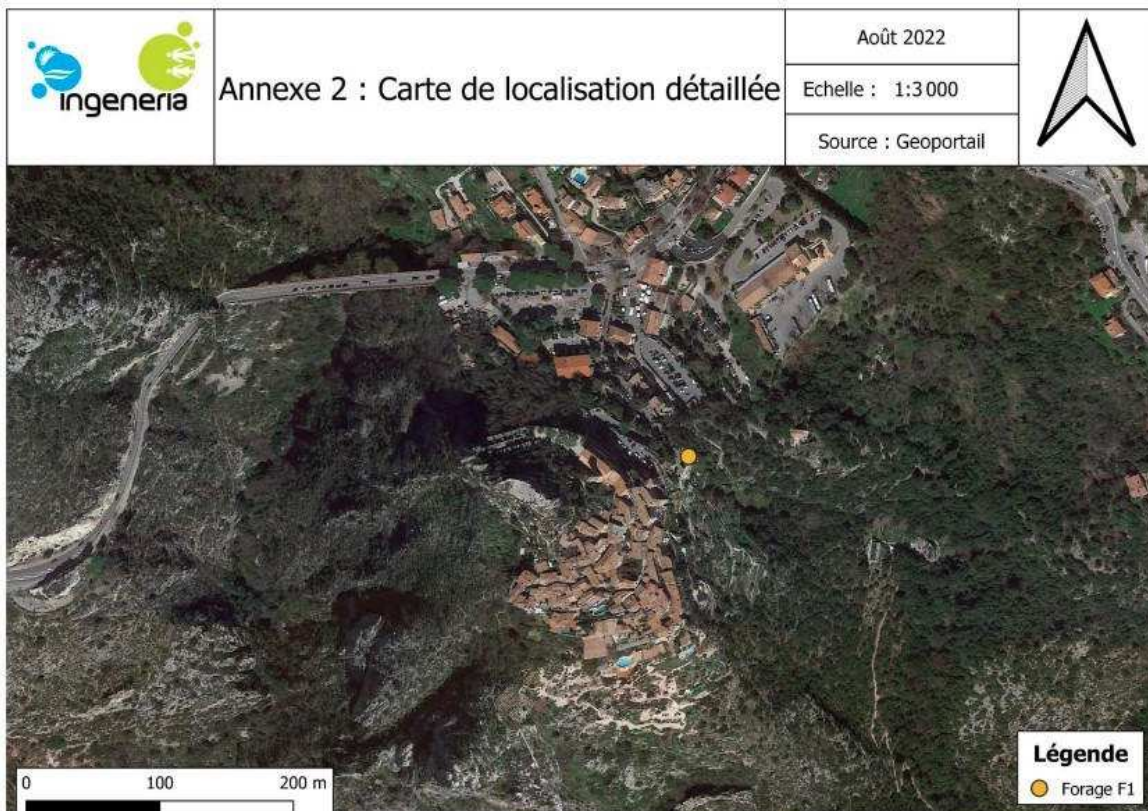 ingeneria
Annexe 2 : Carte de localisation détaillée
Août 2022
Echelle : 1:3 000
Source : Geoportail
0 100 200 m
Légende
Forage F1